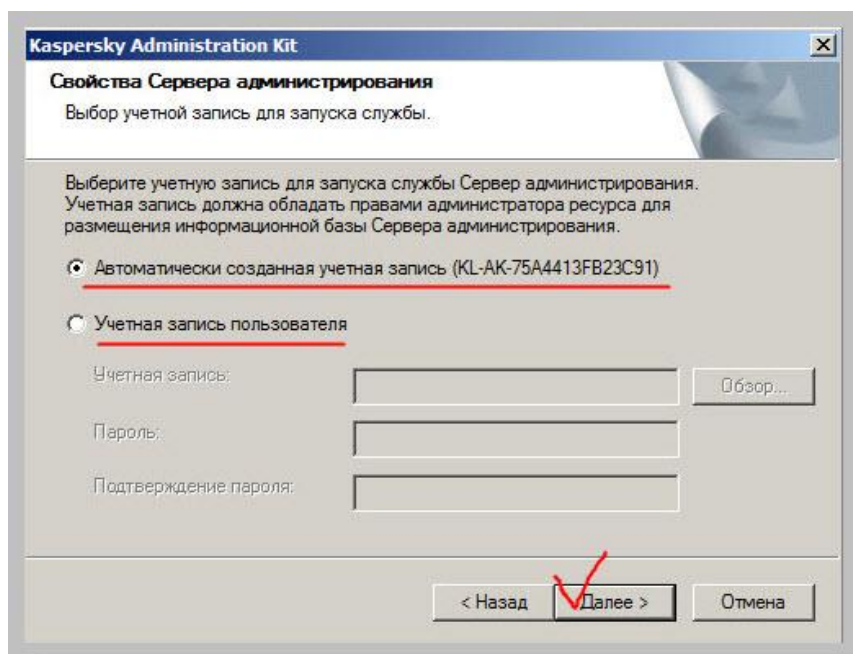 Kaspersky Administration Kit
Свойства Сервера администрирования
Выбор учетной запись для запуска службы.
Выберите учетную запись для запуска службы Сервер администрирования.
Учетная запись должна обладать правами администратора ресурса для
размещения информационной базы Сервера администрирования.
Автоматически созданная учетная запись (KL-AK-75A4413FB23C91)
Учетная запись пользователя
Учетная запись:
Обзор...
Пароль:
Подтверждение пароля:
< Назад
Далее >
Отмена